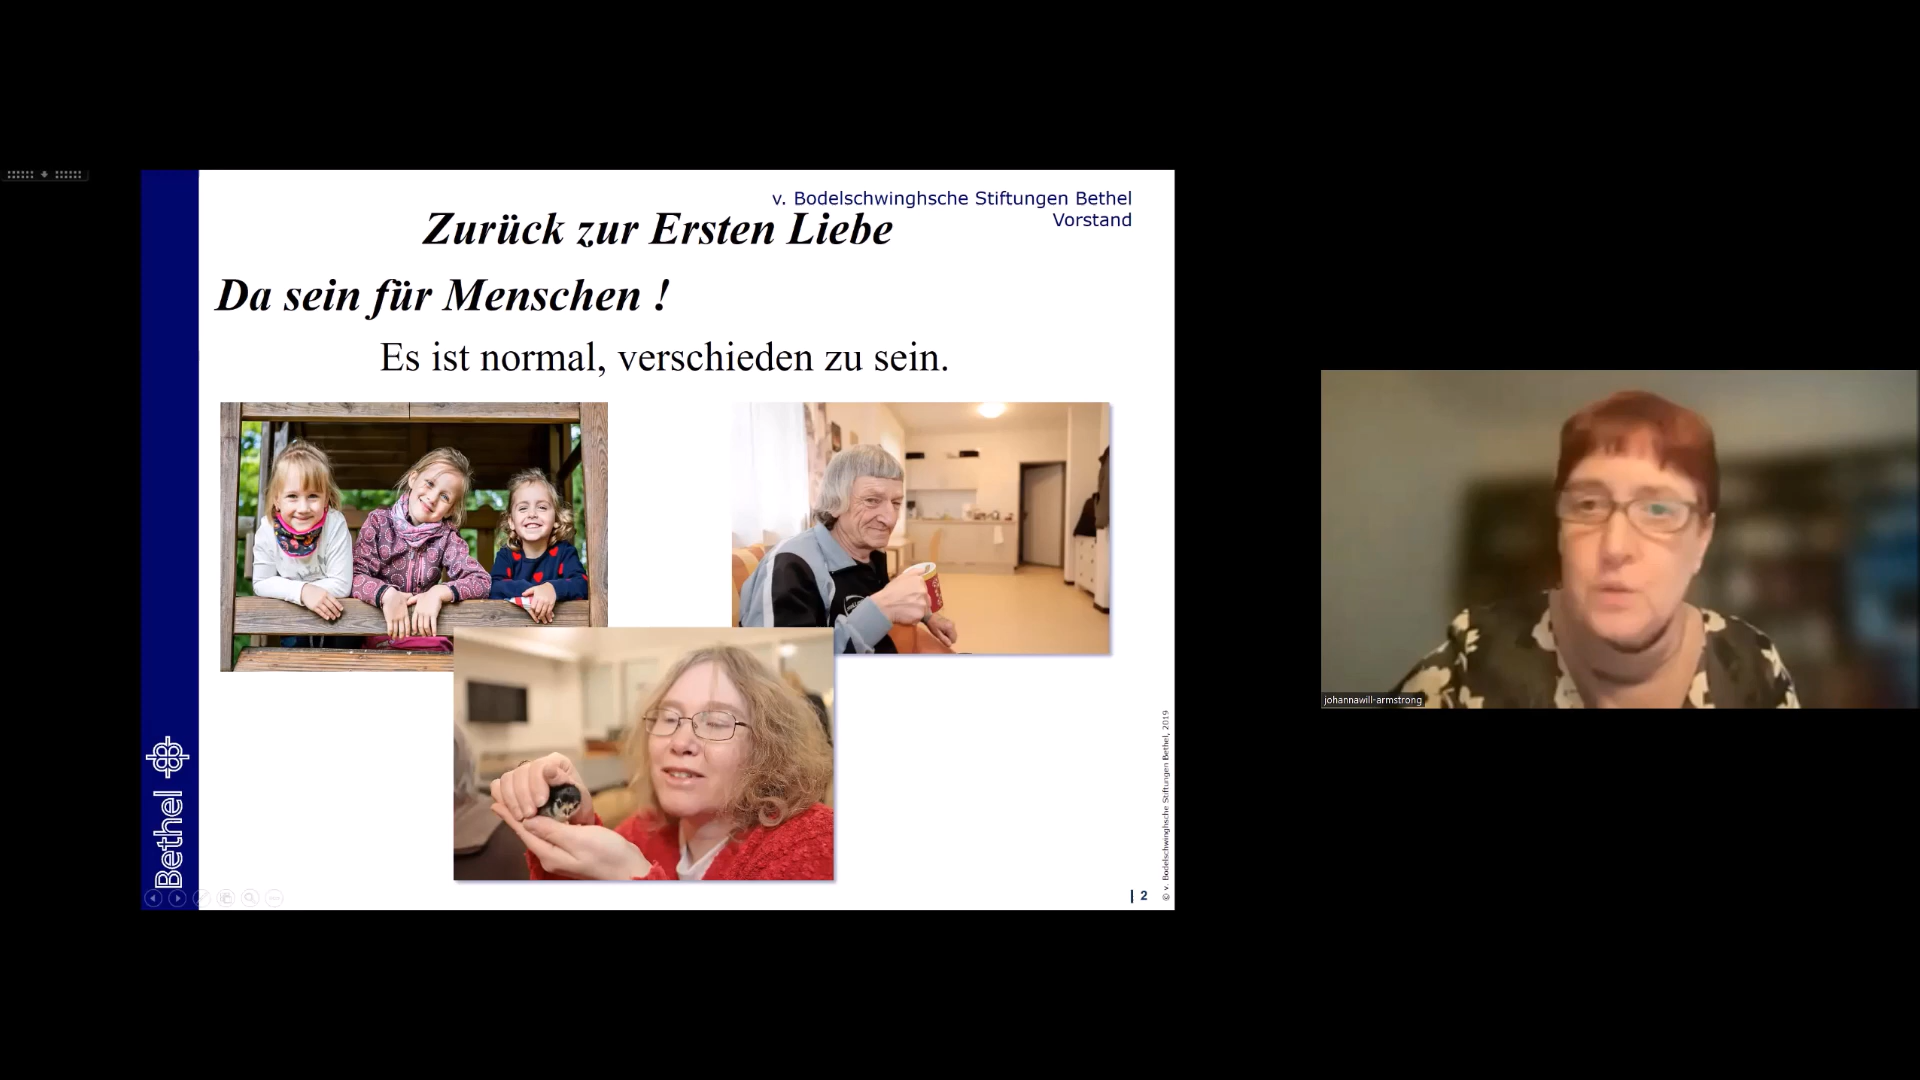 v. Bodelschwinghsche Stiftungen Bethel
Vorstand
Zurück zur Ersten Liebe
Da sein für Menschen !
Es ist normal, verschieden zu sein.
Bethel
| 2
© v. Bodelschwinghsche Stiftungen Bethel, 2019
johannawill-armstrong